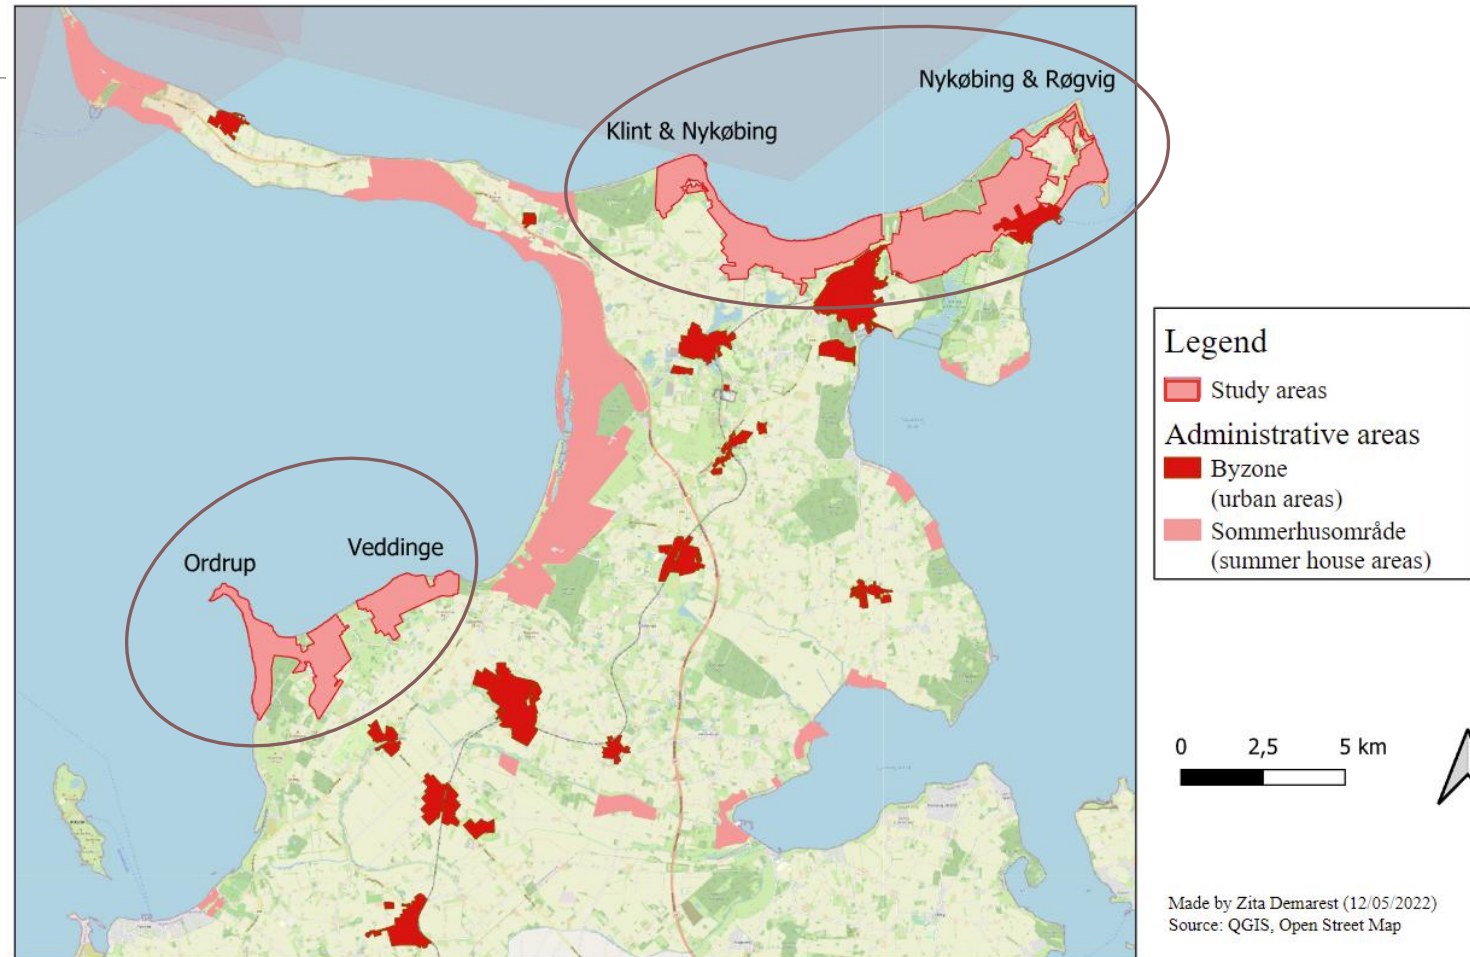 Nykøbing & Røgvig
Klint & Nykøbing
Ordrup
Veddinge
Legend
Study areas
Administrative areas
Byzone
(urban areas)
Sommerhusområde
(summer house areas)
0 2,5 5 km
Made by Zita Demarest (12/05/2022)
Source: QGIS, Open Street Map